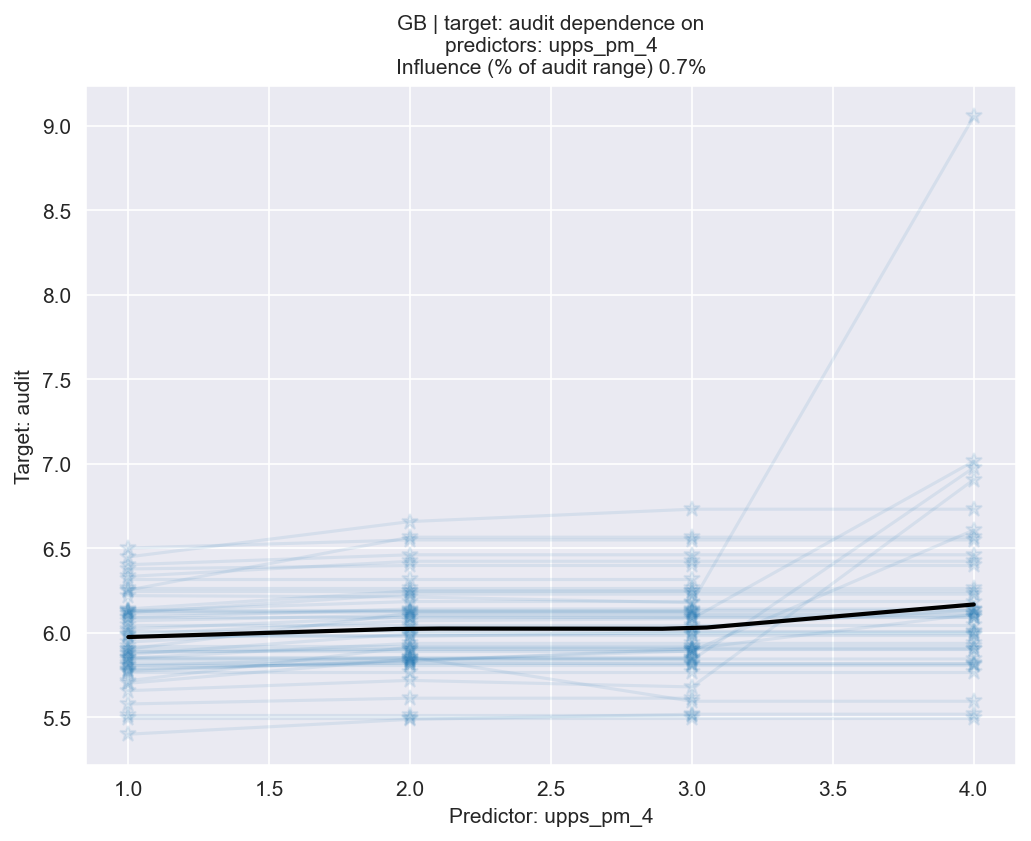 GB | target: audit dependence on
predictors: upps_pm_4
Influence (% of audit range) 0.7%
9.0
8.5
8.0
7.5
7.0
6.5
6.0
5.5
Target: audit
1.0 1.5 2.0 2.5 3.0 3.5 4.0
Predictor: upps_pm_4